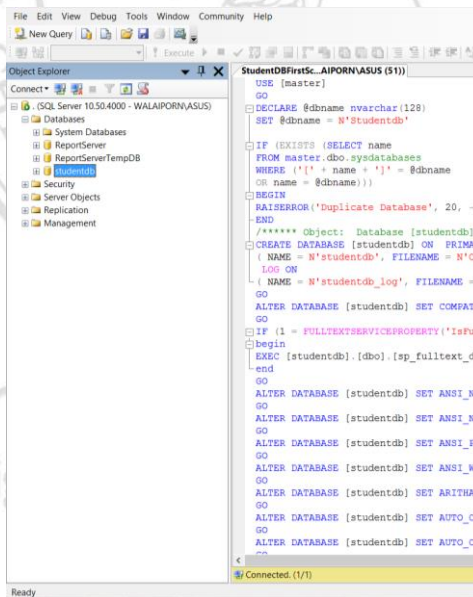 File Edit View Debug Tools Window Community Help
New Query
Execute
Object Explorer
Connect
. (SQL Server 10.50.4000 - WALAIPORN\ASUS)
Databases
System Databases
ReportServer
ReportServerTempDB
studentdb
Security
Server Objects
Replication
Management
StudentDBFirstSc...AIPORN\ASUS (51))
USE [master]
GO
DECLARE @dbname nvarchar(128)
SET @dbname = N'Studentdb'
IF (EXISTS (SELECT name
FROM master.dbo.sysdatabases
WHERE ('[' + name + ']' = @dbname
OR name = @dbname)))
BEGIN
RAISERROR('Duplicate Database', 20, -
END
/****** Object: Database [studentdb]
CREATE DATABASE [studentdb] ON PRIMA
( NAME = N'studentdb', FILENAME = N'C
LOG ON
( NAME = N'studentdb_log', FILENAME =
GO
ALTER DATABASE [studentdb] SET COMPAT
GO
IF (1 = FULLTEXTSERVICEPROPERTY('IsFu
begin
EXEC [studentdb].[dbo].[sp_fulltext_d
end
GO
ALTER DATABASE [studentdb] SET ANSI_N
GO
ALTER DATABASE [studentdb] SET ANSI_N
GO
ALTER DATABASE [studentdb] SET ANSI_P
GO
ALTER DATABASE [studentdb] SET ANSI_W
GO
ALTER DATABASE [studentdb] SET ARITHA
GO
ALTER DATABASE [studentdb] SET AUTO_C
GO
ALTER DATABASE [studentdb] SET AUTO_C
GO
Connected. (1/1)
Ready